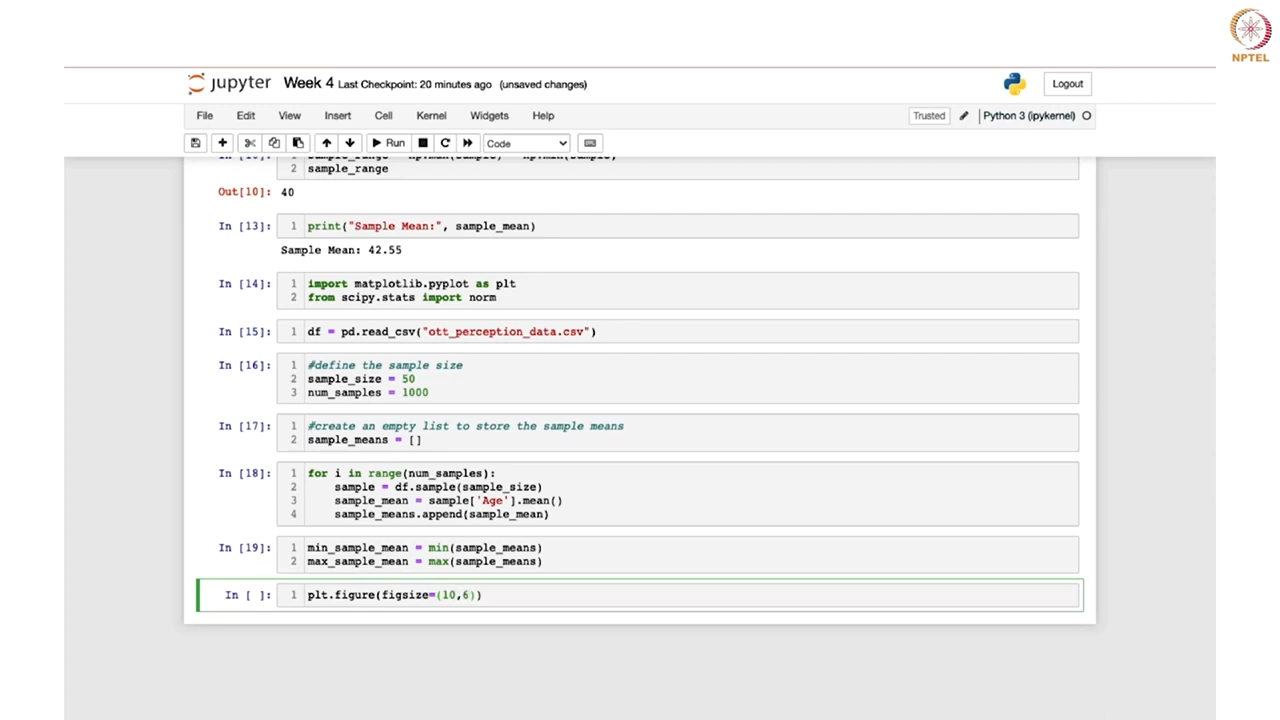 NPTEL
jupyter Week 4 Last Checkpoint: 20 minutes ago (unsaved changes)
Logout
File Edit View Insert Cell Kernel Widgets Help
Trusted Python 3 (ipykernel)
Run Code
2 sample_range
Out[10]: 40
In [13]: 1 print("Sample Mean:", sample_mean)
Sample Mean: 42.55
In [14]: 1 import matplotlib.pyplot as plt
2 from scipy.stats import norm
In [15]: 1 df = pd.read_csv("ott_perception_data.csv")
In [16]: 1 #define the sample size
2 sample_size = 50
3 num_samples = 1000
In [17]: 1 #create an empty list to store the sample means
2 sample_means = []
In [18]: 1 for i in range(num_samples):
2 sample = df.sample(sample_size)
3 sample_mean = sample['Age'].mean()
4 sample_means.append(sample_mean)
In [19]: 1 min_sample_mean = min(sample_means)
2 max_sample_mean = max(sample_means)
In [ ]: 1 plt.figure(figsize=(10,6))